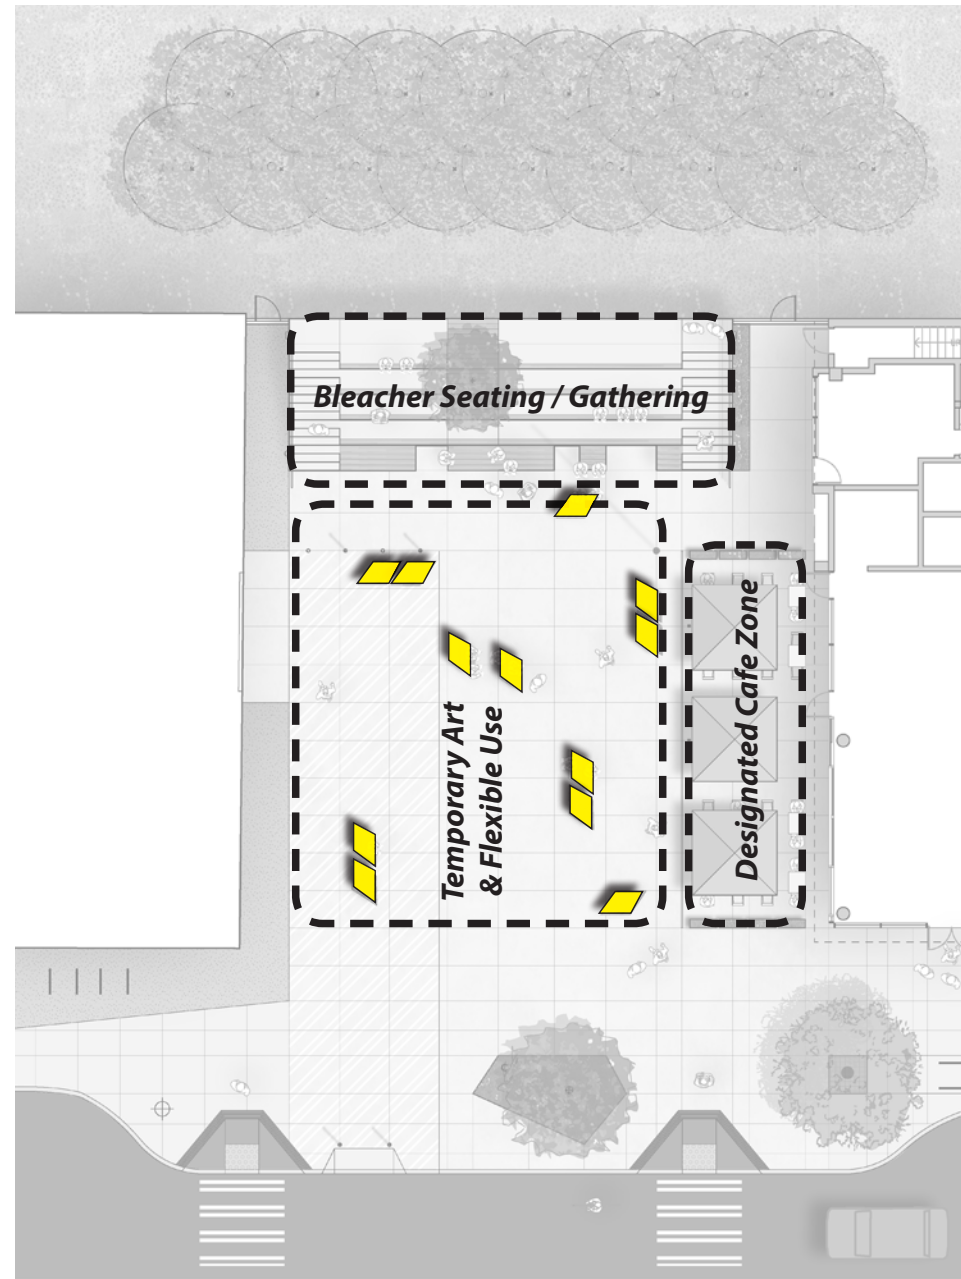 Bleacher Seating / Gathering
Temporary Art
& Flexible Use
Designated Cafe Zone